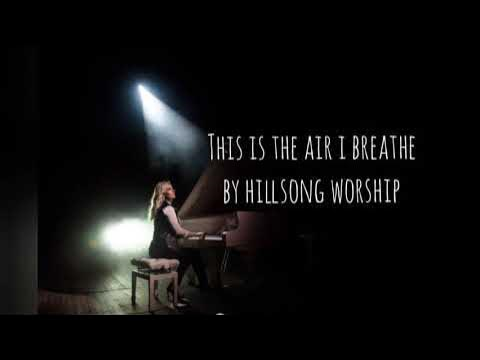 THIS IS THE AIR I BREATHE
BY HILLSONG WORSHIP